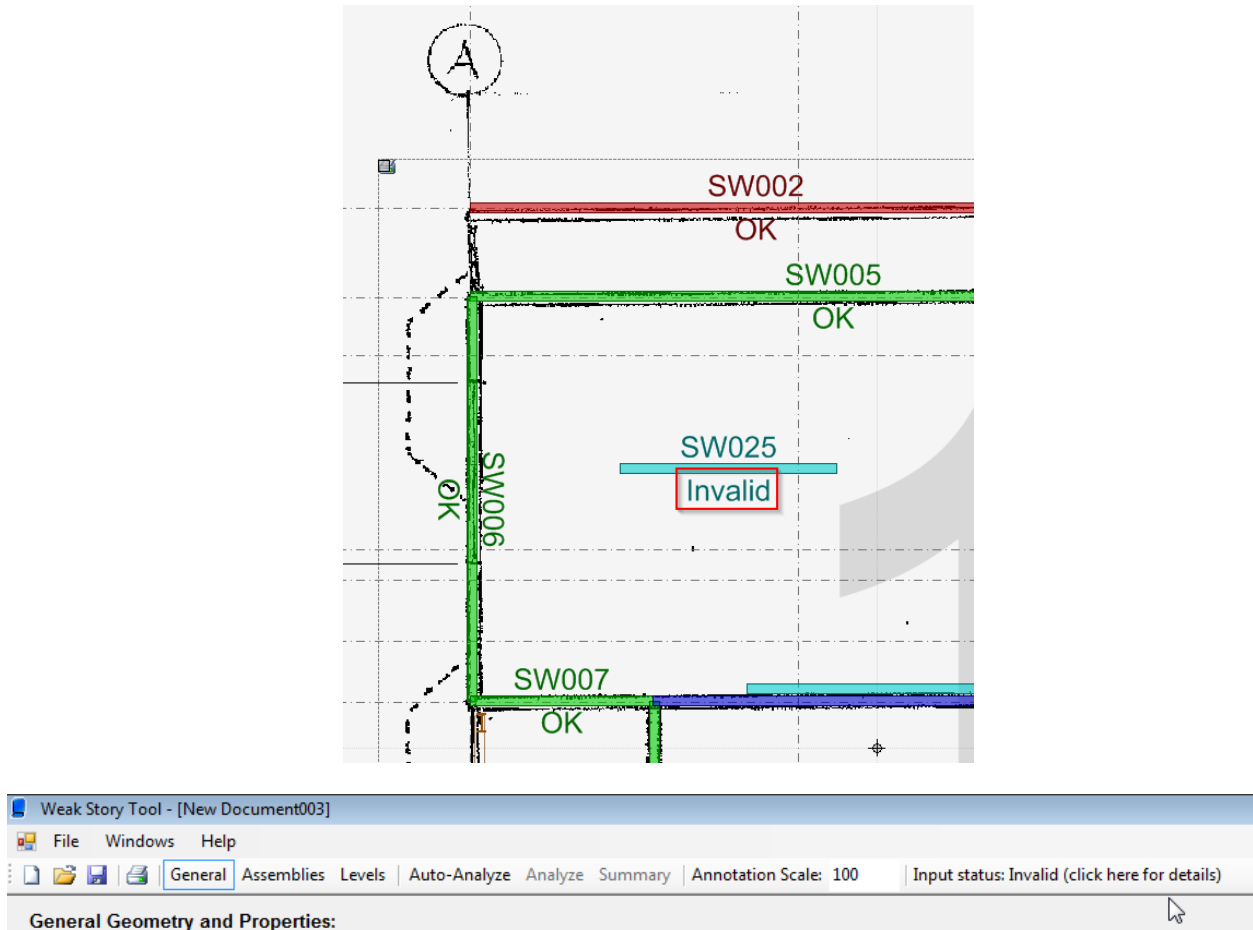 A
SW002
OK
SW005
OK
SW025
Invalid
SW006
OK
SW007
OK
1
Weak Story Tool - [New Document003]
File Windows Help
General Assemblies Levels Auto-Analyze Analyze Summary Annotation Scale: 100 Input status: Invalid (click here for details)
General Geometry and Properties: